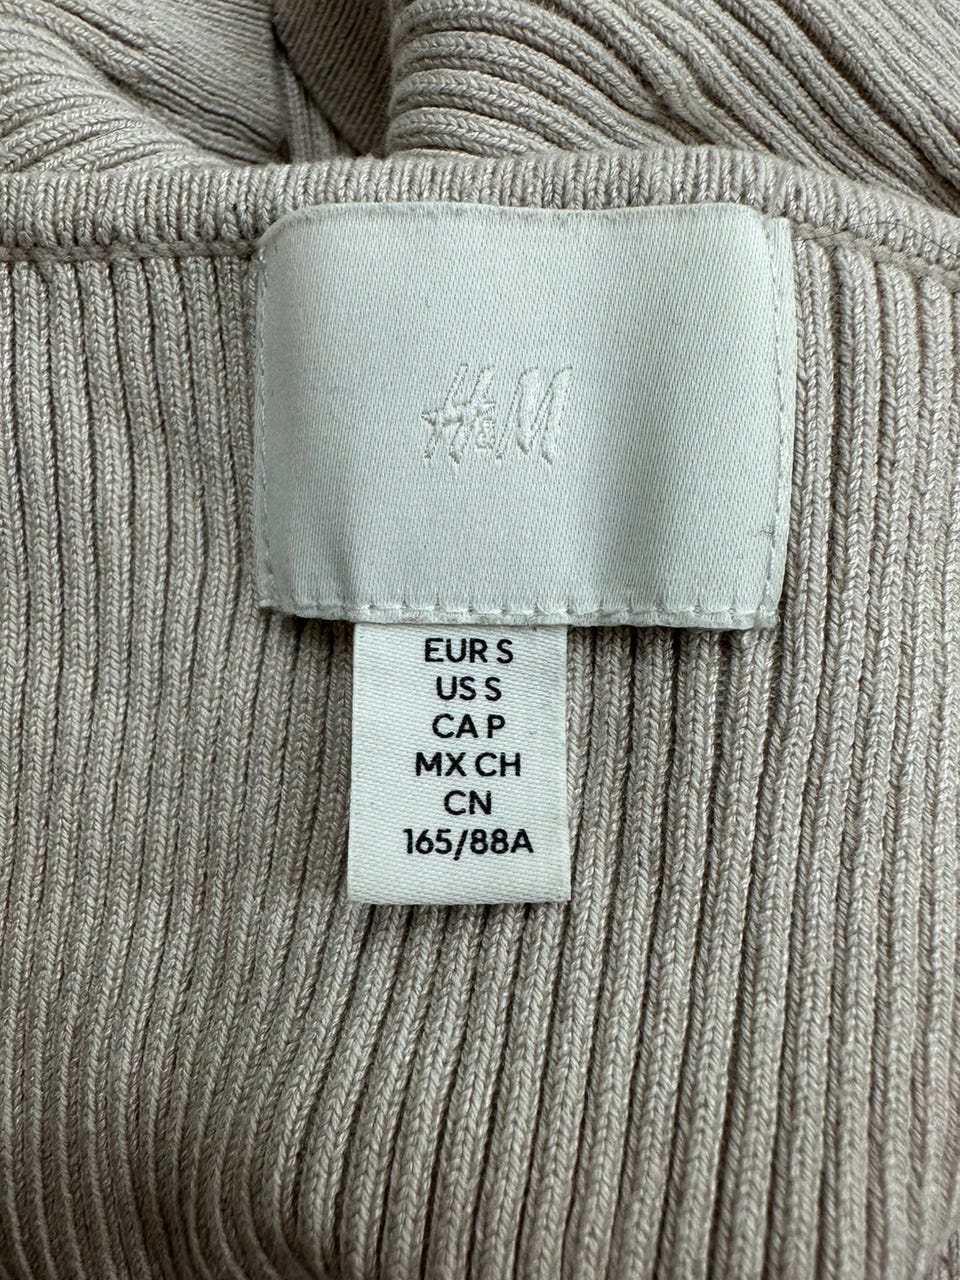 H&M
EUR S
US S
CA P
MX CH
CN
165/88A